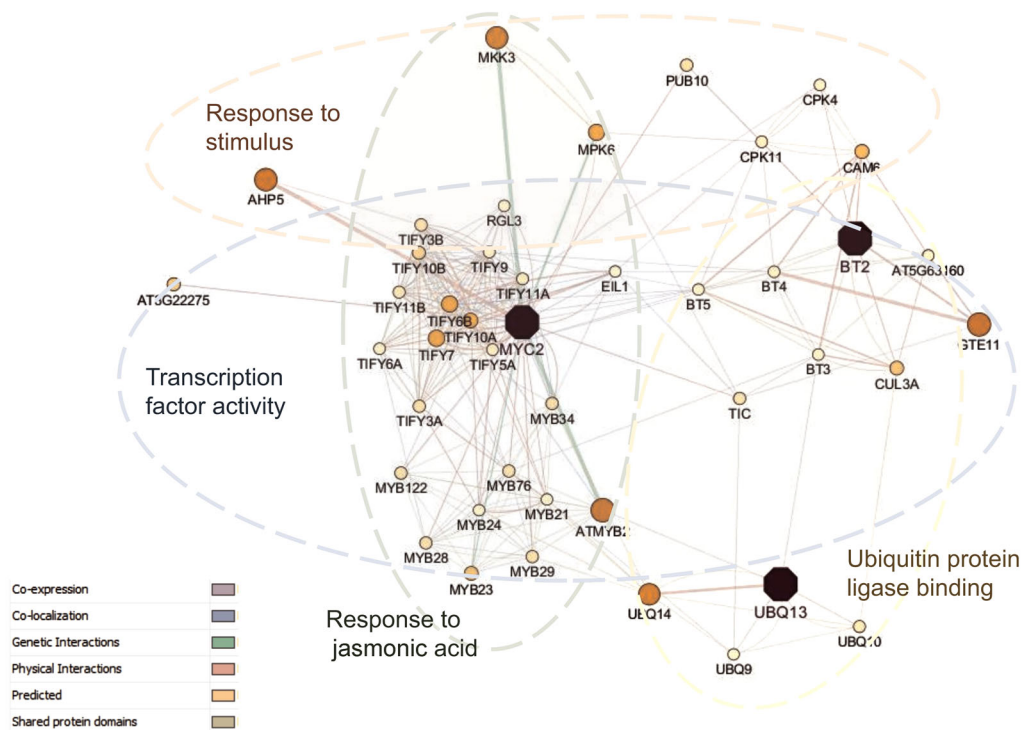 MKK3
PUB10
CPK4
Response to
stimulus
MPK6
CPK11
CAM6
AHP5
RGL3
TIFY3B
BT2
TIFY10B
TIFY9
AT5G63160
AT3G22275
TIFY11B
TIFY11A
EIL1
BT5
BT4
TIFY6B
TIFY10A
MYC2
GTE11
TIFY7
TIFY6A
TIFY5A
BT3
CUL3A
Transcription
factor activity
TIFY3A
MYB34
TIC
MYB122
MYB76
MYB24
MYB21
ATMYB2
MYB28
MYB29
MYB23
Ubiquitin protein
ligase binding
Co-expression
Co-localization
Genetic Interactions
Physical Interactions
Predicted
Shared protein domains
Response to
jasmonic acid
UBQ14
UBQ13
UBQ10
UBQ9